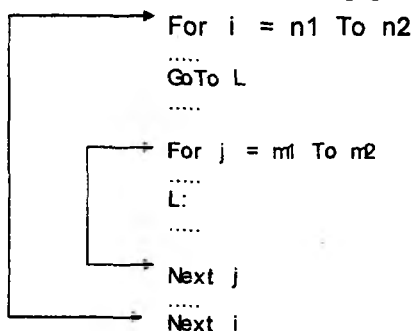 For i = n1 To n2
.....
GoTo L
.....
For j = m1 To m2
.....
L:
.....
Next j
.....
Next i